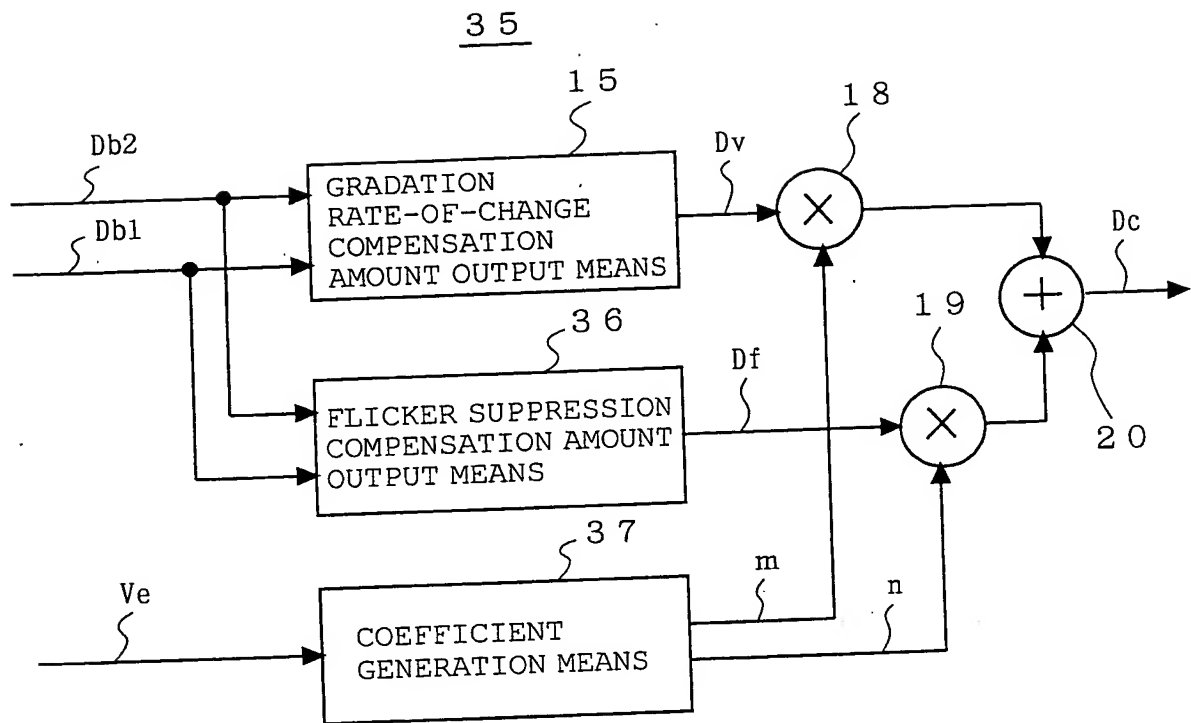 35
15
18
Db2
Dv
GRADATION
RATE-OF-CHANGE
COMPENSATION
AMOUNT OUTPUT MEANS
Db1
Dc
+
×
36
19
Df
FLICKER SUPPRESSION
COMPENSATION AMOUNT
OUTPUT MEANS
×
20
37
m
n
Ve
COEFFICIENT
GENERATION MEANS